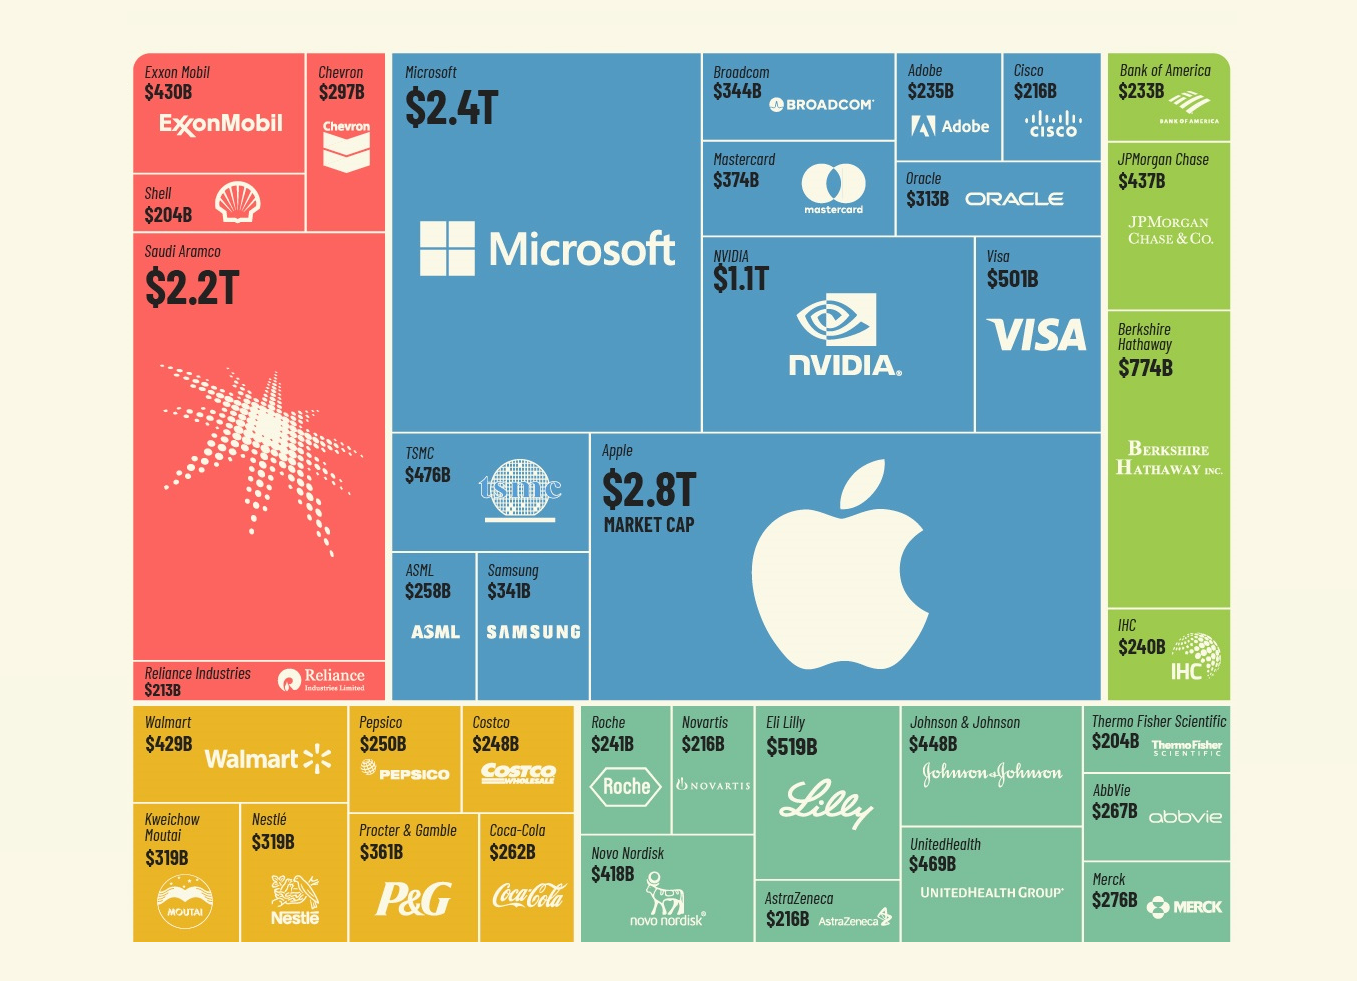 Exxon Mobil
$430B
ExxonMobil
Chevron
$297B
Chevron
Shell
$204B
Saudi Aramco
$2.2T
Reliance Industries
$213B
Reliance
Industries Limited
Microsoft
$2.4T
Microsoft
Broadcom
$344B
BROADCOM
Adobe
$235B
Adobe
Cisco
$216B
CISCO
Mastercard
$374B
mastercard
Oracle
$313B
ORACLE
NVIDIA
$1.1T
NVIDIA.
Visa
$501B
VISA
TSMC
$476B
tsmc
ASML
$258B
ASML
Samsung
$341B
SAMSUNG
Apple
$2.8T
MARKET CAP
Bank of America
$233B
BANK OF AMERICA
JPMorgan Chase
$437B
JPMORGAN
CHASE & CO.
Berkshire
Hathaway
$774B
BERKSHIRE
HATHAWAY INC.
IHC
$240B
IHC
Walmart
$429B
Walmart
Pepsico
$250B
PEPSICO
Costco
$248B
COSTCO
WHOLESALE
Kweichow
Moutai
$319B
MOUTAI
Nestlé
$319B
Nestlé
Procter & Gamble
$361B
P&G
Coca-Cola
$262B
Coca-Cola
Roche
$241B
Roche
Novartis
$216B
NOVARTIS
Novo Nordisk
$418B
novo nordisk®
Eli Lilly
$519B
Lilly
AstraZeneca
$216B
AstraZeneca
Johnson & Johnson
$448B
Johnson & Johnson
UnitedHealth
$469B
UNITEDHEALTH GROUP
Thermo Fisher Scientific
$204B
ThermoFisher
SCIENTIFIC
AbbVie
$267B
abbvie
Merck
$276B
MERCK